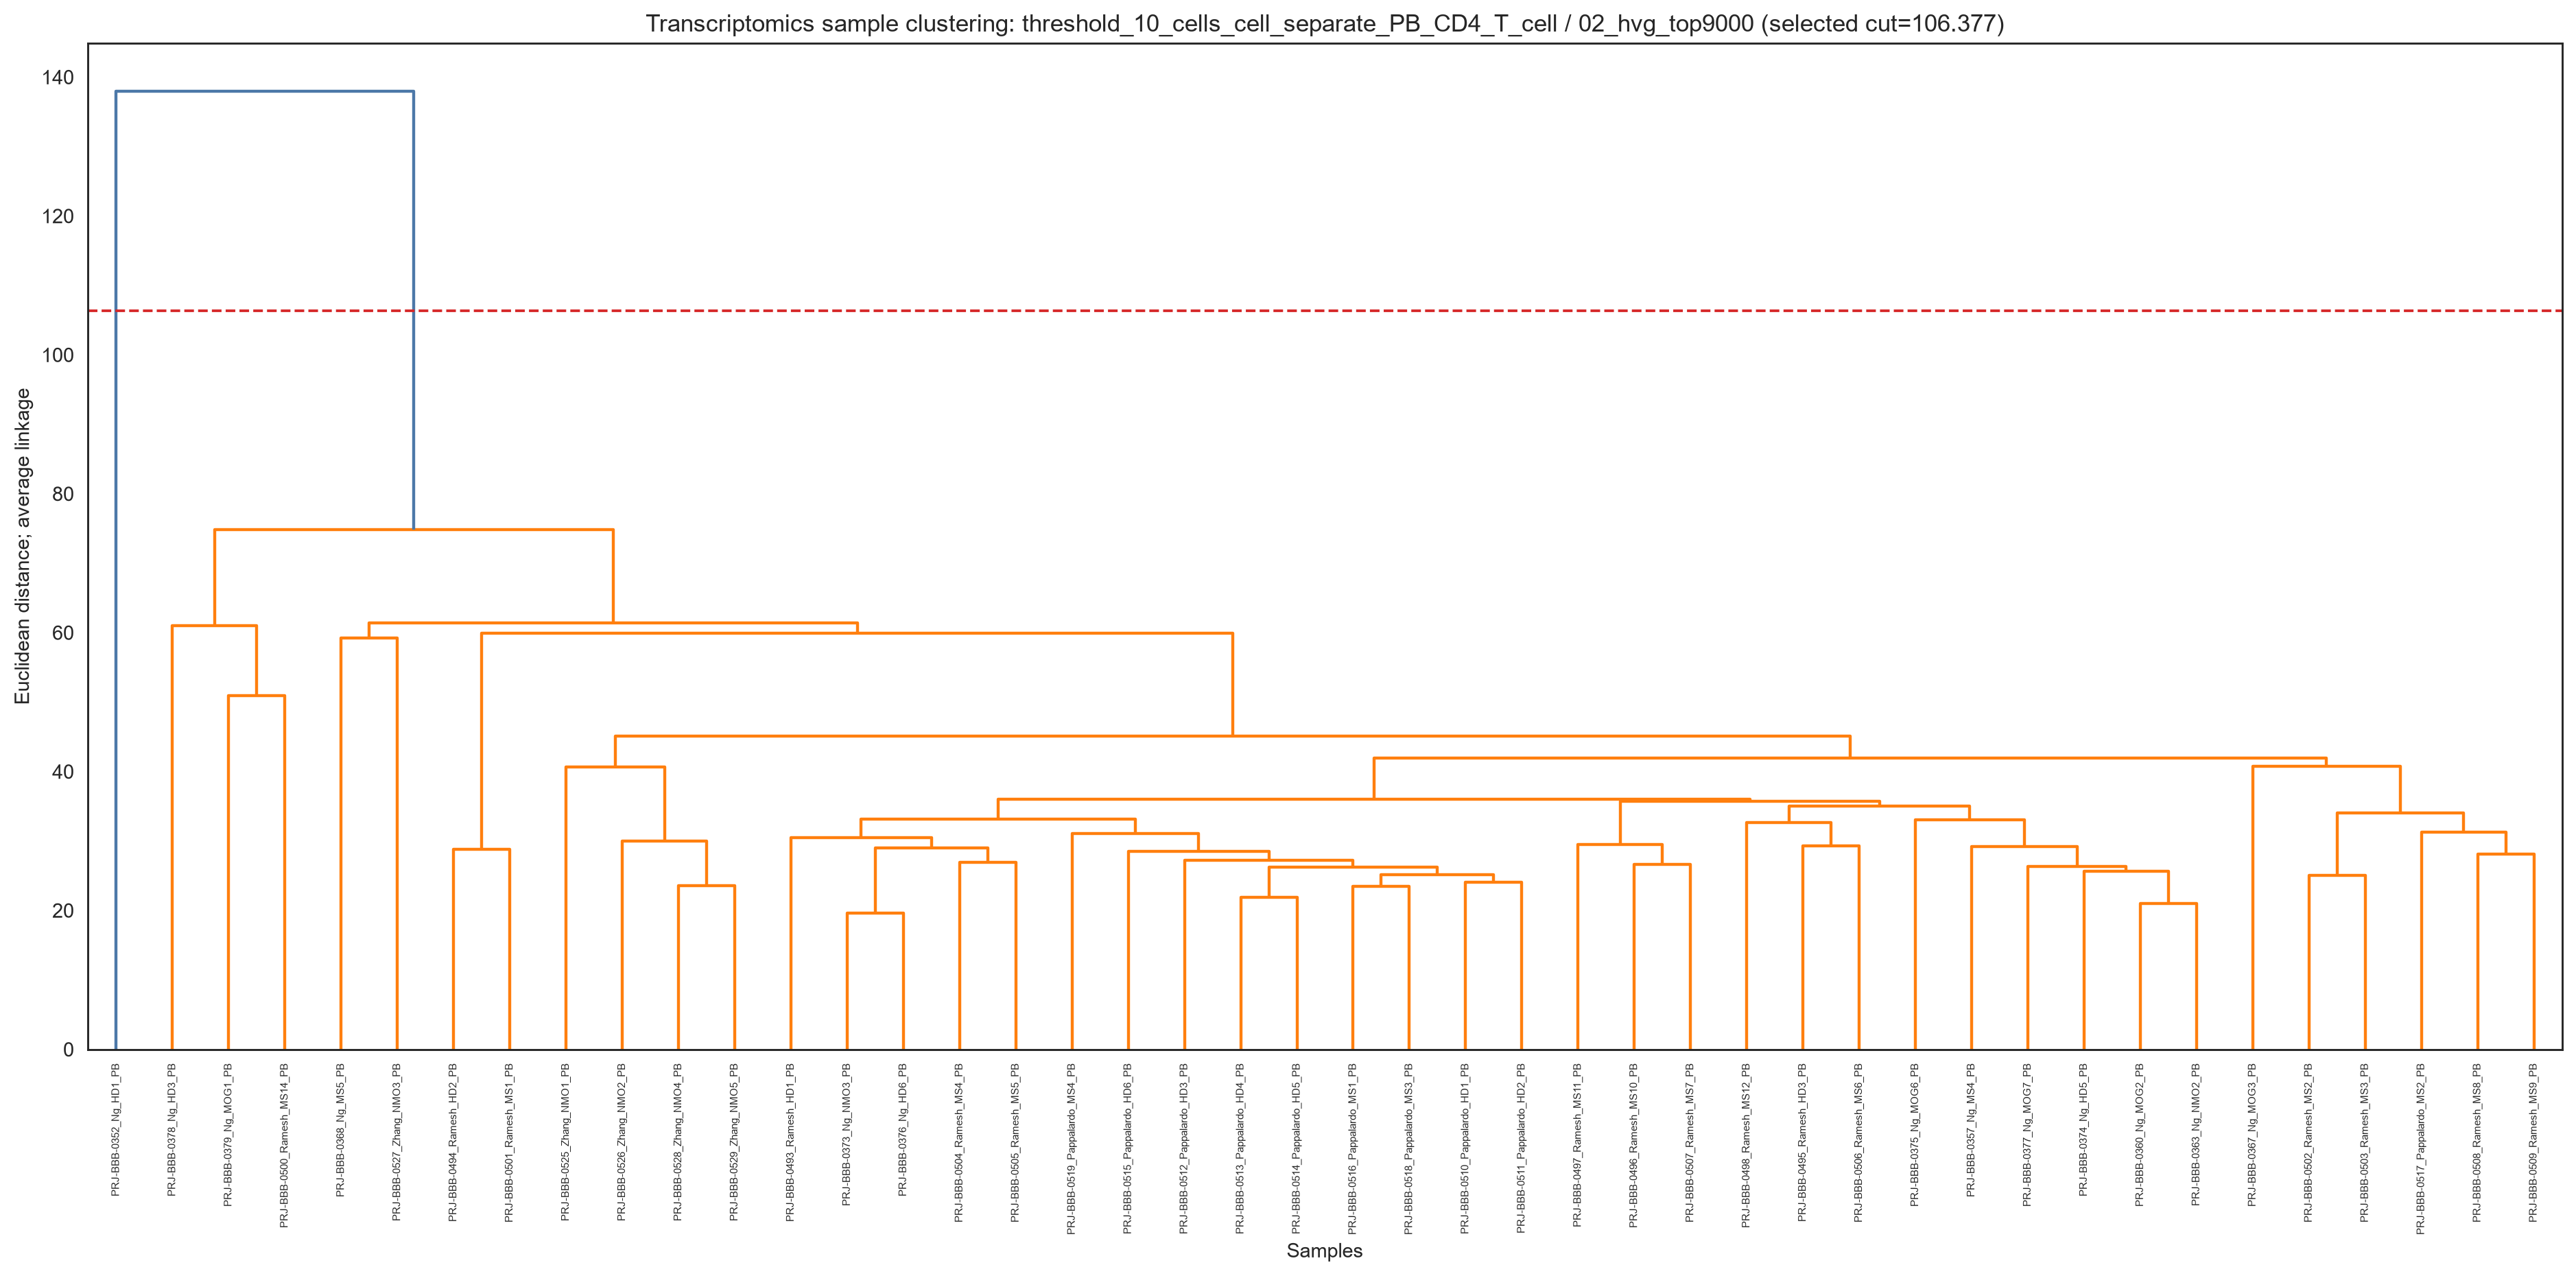 Transcriptomics sample clustering: threshold_10_cells_cell_separate_PB_CD4_T_cell / 02_hvg_top9000 (selected cut=106.377)
Euclidean distance; average linkage
140
120
100
80
60
40
20
0
PRJ-BBB-0352_Ng_HD1_PB
PRJ-BBB-0378_Ng_HD3_PB
PRJ-BBB-0379_Ng_MOG1_PB
PRJ-BBB-0500_Ramesh_MS14_PB
PRJ-BBB-0368_Ng_MS5_PB
PRJ-BBB-0527_Zhang_NMO3_PB
PRJ-BBB-0494_Ramesh_HD2_PB
PRJ-BBB-0501_Ramesh_MS1_PB
PRJ-BBB-0525_Zhang_NMO1_PB
PRJ-BBB-0526_Zhang_NMO2_PB
PRJ-BBB-0528_Zhang_NMO4_PB
PRJ-BBB-0529_Zhang_NMO5_PB
PRJ-BBB-0493_Ramesh_HD1_PB
PRJ-BBB-0373_Ng_NMO3_PB
PRJ-BBB-0376_Ng_HD6_PB
PRJ-BBB-0504_Ramesh_MS4_PB
PRJ-BBB-0505_Ramesh_MS5_PB
PRJ-BBB-0519_Pappalardo_MS4_PB
PRJ-BBB-0515_Pappalardo_HD6_PB
PRJ-BBB-0512_Pappalardo_HD3_PB
PRJ-BBB-0513_Pappalardo_HD4_PB
PRJ-BBB-0514_Pappalardo_HD5_PB
PRJ-BBB-0516_Pappalardo_MS1_PB
PRJ-BBB-0518_Pappalardo_MS3_PB
PRJ-BBB-0510_Pappalardo_HD1_PB
PRJ-BBB-0511_Pappalardo_HD2_PB
PRJ-BBB-0497_Ramesh_MS11_PB
PRJ-BBB-0496_Ramesh_MS10_PB
PRJ-BBB-0507_Ramesh_MS7_PB
PRJ-BBB-0498_Ramesh_MS12_PB
PRJ-BBB-0495_Ramesh_HD3_PB
PRJ-BBB-0506_Ramesh_MS6_PB
PRJ-BBB-0375_Ng_MOG6_PB
PRJ-BBB-0357_Ng_MS4_PB
PRJ-BBB-0377_Ng_MOG7_PB
PRJ-BBB-0374_Ng_HD5_PB
PRJ-BBB-0360_Ng_MOG2_PB
PRJ-BBB-0363_Ng_NMO2_PB
PRJ-BBB-0367_Ng_MOG3_PB
PRJ-BBB-0502_Ramesh_MS2_PB
PRJ-BBB-0503_Ramesh_MS3_PB
PRJ-BBB-0517_Pappalardo_MS2_PB
PRJ-BBB-0508_Ramesh_MS8_PB
PRJ-BBB-0509_Ramesh_MS9_PB
Samples